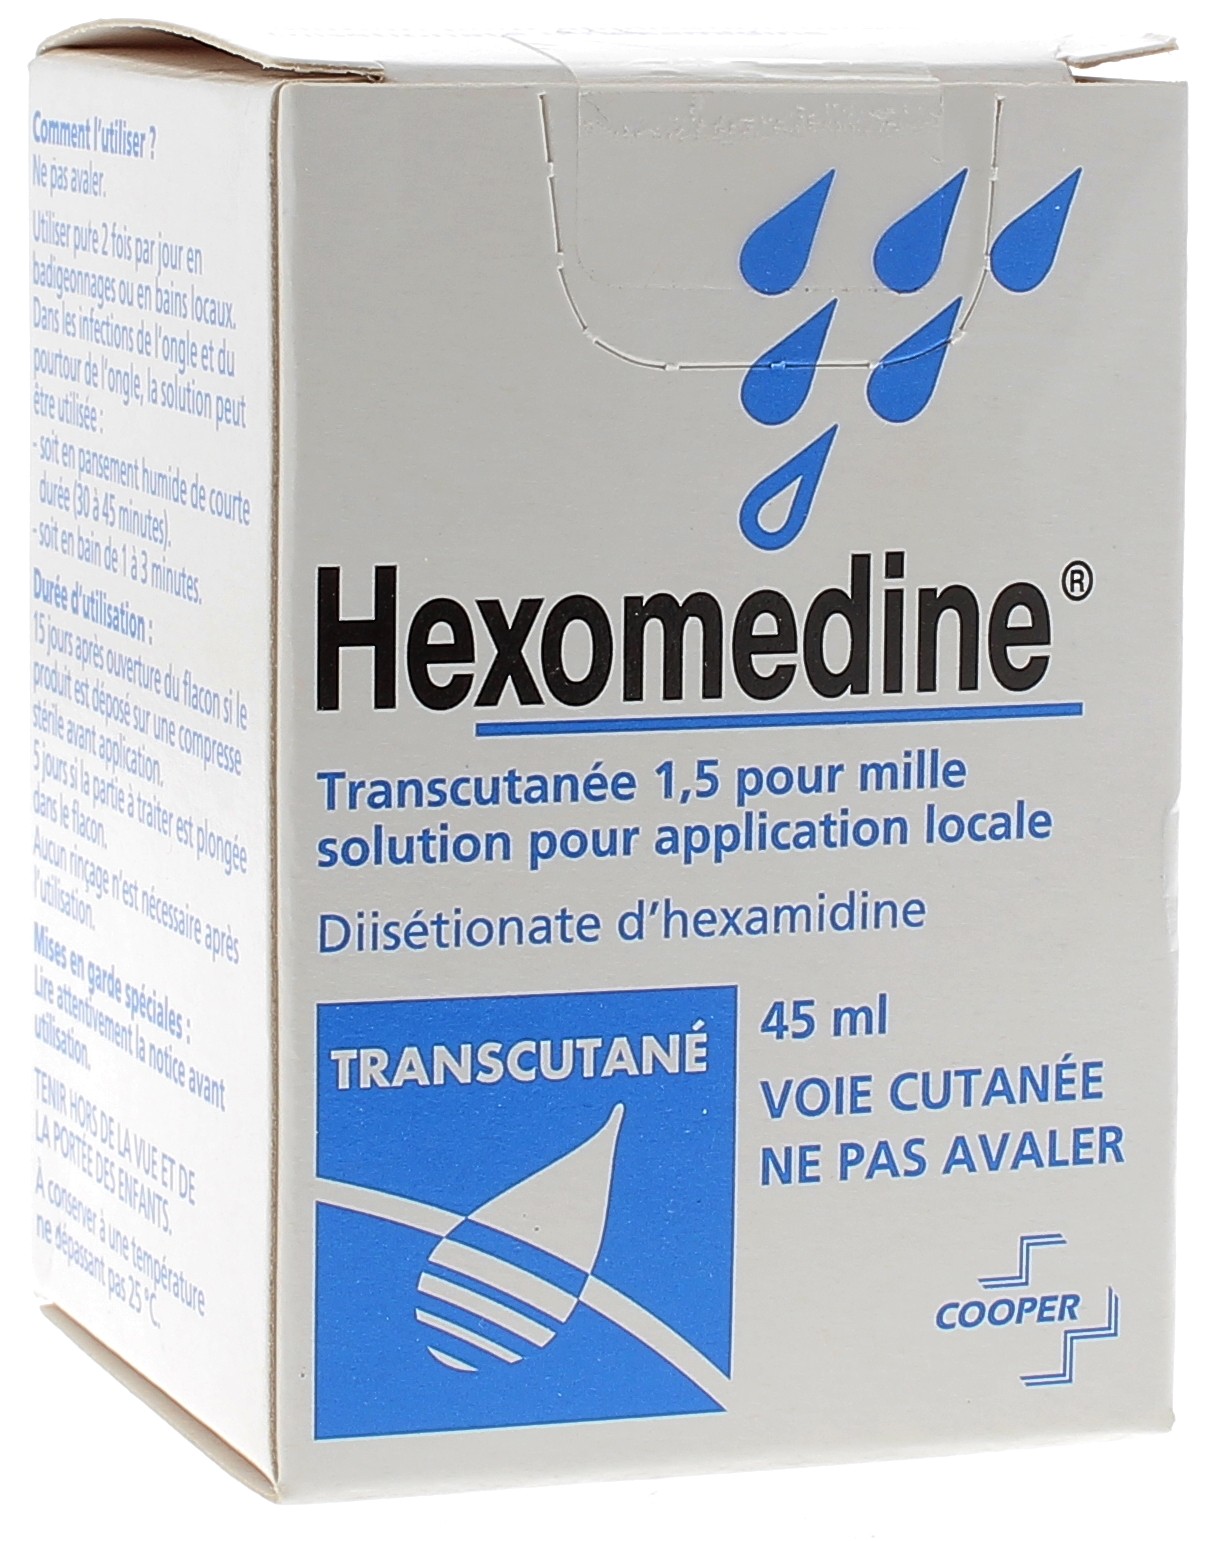 Comment l'utiliser ?
Ne pas avaler.
Utiliser pure 2 fois par jour en
badigeonnages ou en bains locaux.
Dans les infections de l'ongle et du
pourtour de l'ongle, la solution peut
être utilisée :
- soit en pansement humide de courte
durée (30 à 45 minutes).
- soit en bain de 1 à 3 minutes.
Durée d'utilisation :
15 jours après ouverture du flacon si le
produit est déposé sur une compresse
stérile avant application.
5 jours si la partie à traiter est plongée
dans le flacon.
Aucun rinçage n'est nécessaire après
l'utilisation.
Mises en garde spéciales :
Lire attentivement la notice avant
utilisation.
TENIR HORS DE LA VUE ET DE
LA PORTÉE DES ENFANTS.
À conserver à une température
ne dépassant pas 25 °C.
Hexomedine®
Transcutanée 1,5 pour mille
solution pour application locale
Diisétionate d'hexamidine
TRANSCUTANÉ
45 ml
VOIE CUTANÉE
NE PAS AVALER
COOPER